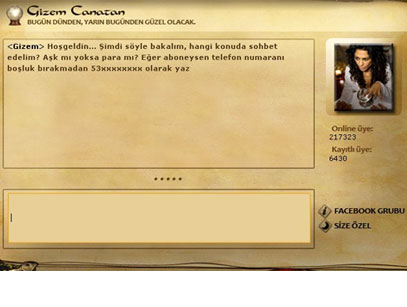 Gizem Canatan
BUGÜN DÜNDEN, YARIN BUGÜNDEN GÜZEL OLACAK.
<Gizem> Hoşgeldin... Şimdi söyle bakalım, hangi konuda sohbet
edelim? Aşk mı yoksa para mı? Eğer aboneysen telefon numaranı
boşluk bırakmadan 53xxxxxxxx olarak yaz
Online üye:
217323
Kayıtlı üye:
6430
*****
FACEBOOK GRUBU
SİZE ÖZEL